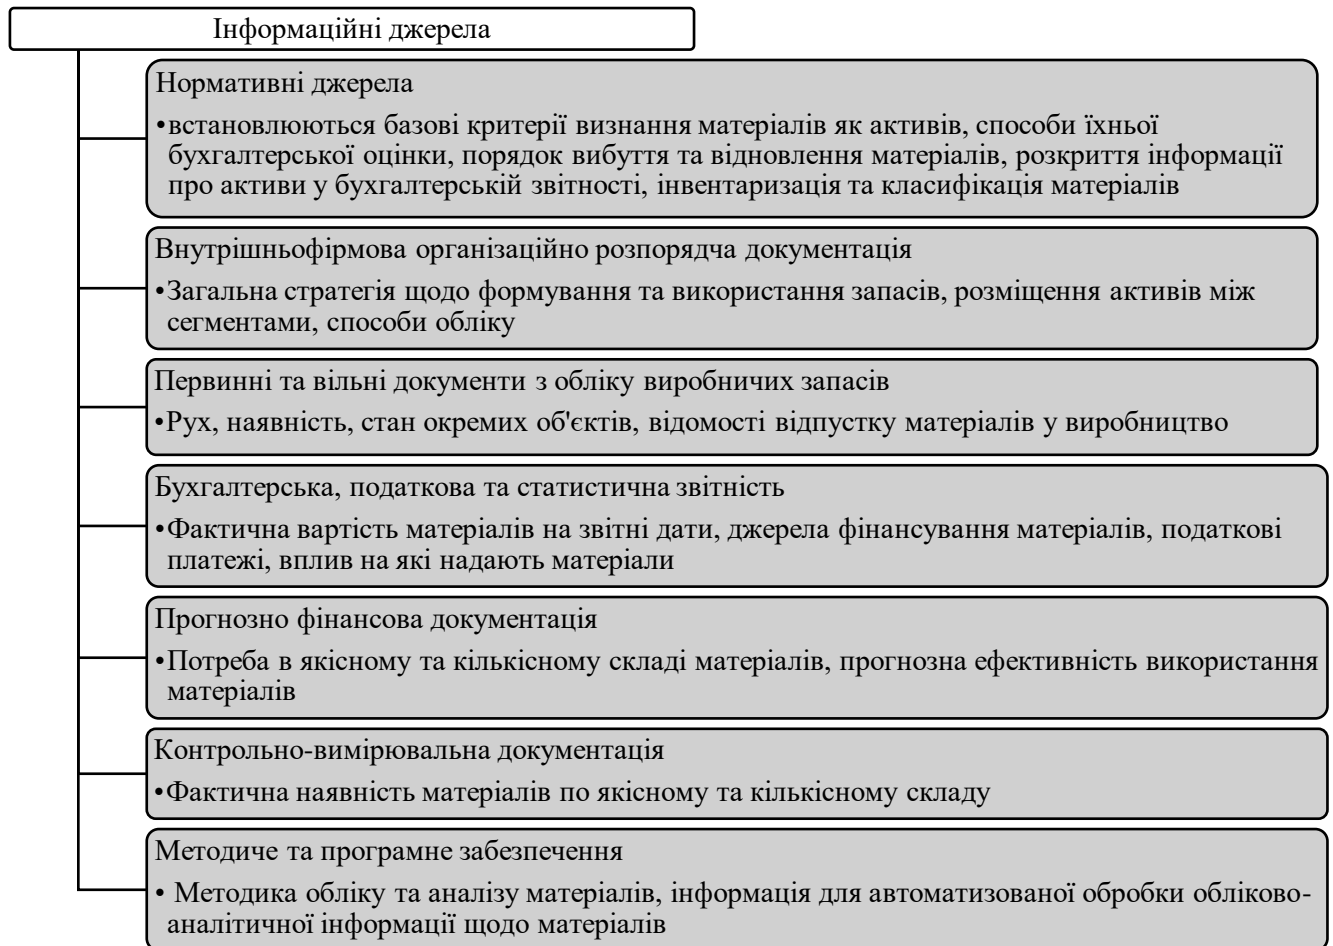 Інформаційні джерела
Нормативні джерела
•встановлюються базові критерії визнання матеріалів як активів, способи їхньої
бухгалтерської оцінки, порядок вибуття та відновлення матеріалів, розкриття інформації
про активи у бухгалтерській звітності, інвентаризація та класифікація матеріалів
Внутрішньофірмова організаційно розпорядча документація
•Загальна стратегія щодо формування та використання запасів, розміщення активів між
сегментами, способи обліку
Первинні та вільні документи з обліку виробничих запасів
•Рух, наявність, стан окремих об'єктів, відомості відпустку матеріалів у виробництво
Бухгалтерська, податкова та статистична звітність
•Фактична вартість матеріалів на звітні дати, джерела фінансування матеріалів, податкові
платежі, вплив на які надають матеріали
Прогнозно фінансова документація
•Потреба в якісному та кількісному складі матеріалів, прогнозна ефективність використання
матеріалів
Контрольно-вимірювальна документація
•Фактична наявність матеріалів по якісному та кількісному складу
Методиче та програмне забезпечення
• Методика обліку та аналізу матеріалів, інформація для автоматизованої обробки обліково-
аналітичної інформації щодо матеріалів